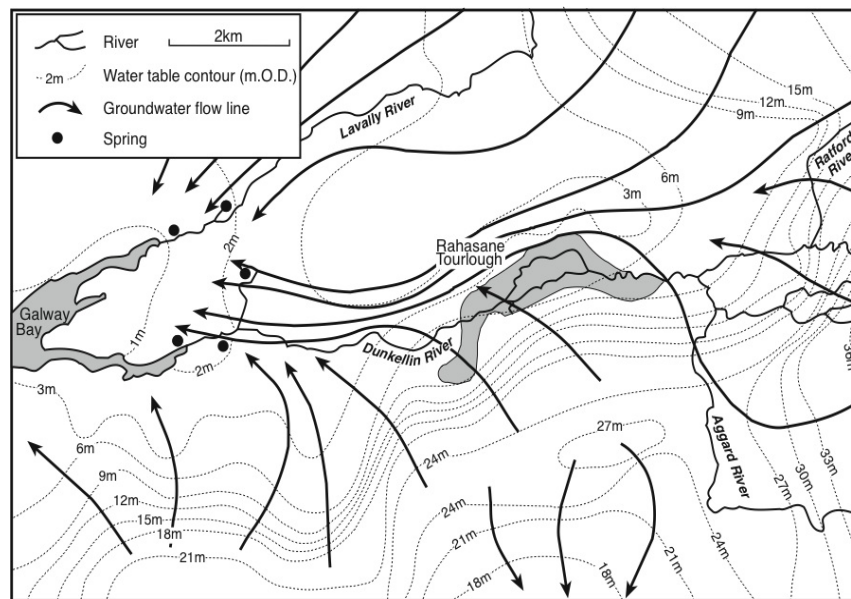 River
2km
2m
Water table contour (m.O.D.)
Groundwater flow line
Spring
Lavally River
15m
12m
9m
Ratford
River
6m
3m
2m
Rahasane
Tourlough
Galway
Bay
1m
Dunkellin River
2m
3m
36m
6m
9m
12m
15m
18m
21m
24m
27m
Aggard River
33m
30m
27m
24m
21m
18m
24m
21m
18m